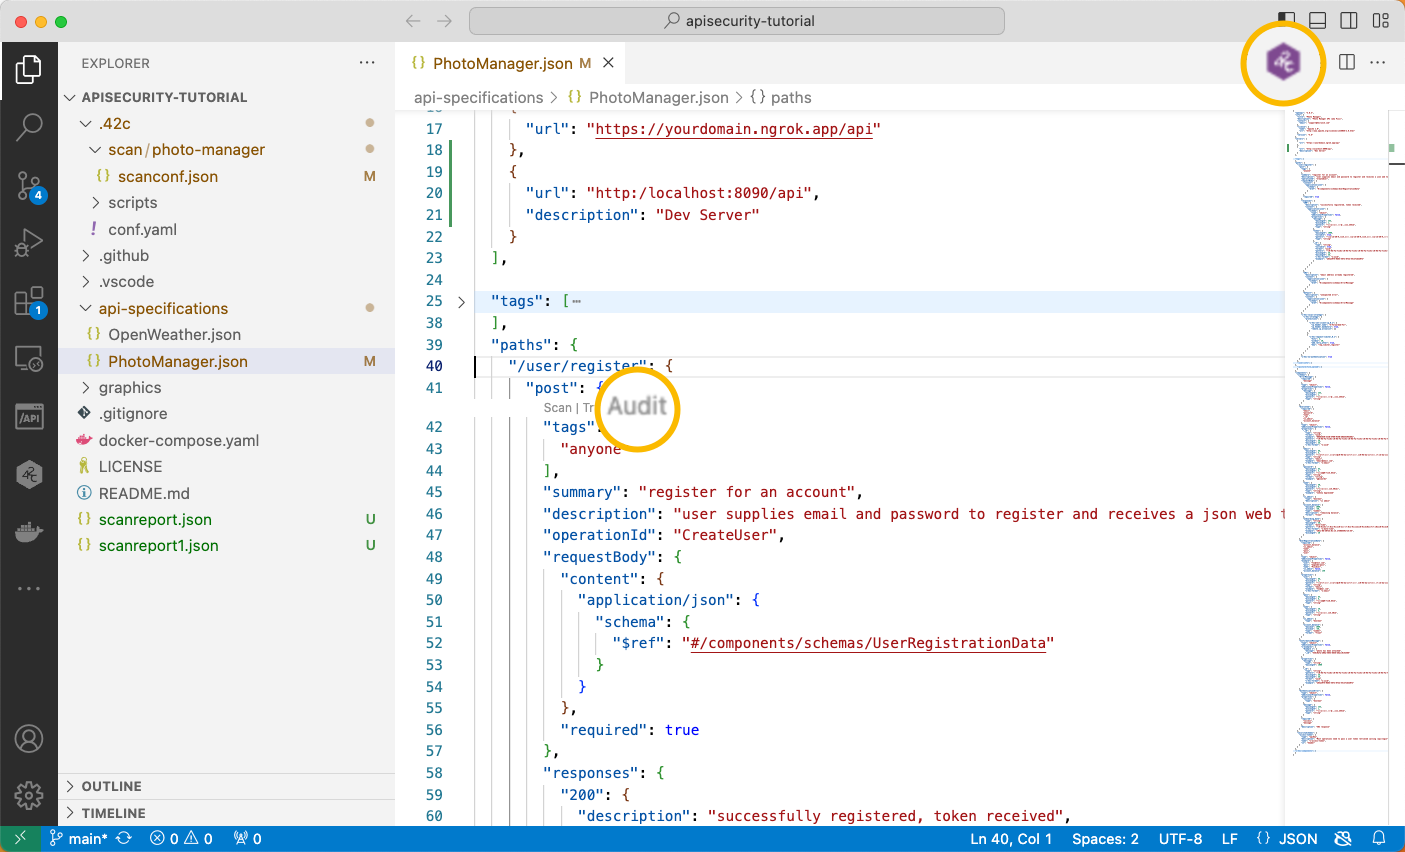 apisecurity-tutorial
EXPLORER
PhotoManager.json M
APISECURITY-TUTORIAL
.42c
scan/photo-manager
scanconf.json M
scripts
! conf.yaml
.github
.vscode
api-specifications
{} OpenWeather.json
{} PhotoManager.json M
graphics
.gitignore
docker-compose.yaml
LICENSE
README.md
{} scanreport.json U
{} scanreport1.json U
OUTLINE
TIMELINE
4
1
/API
api-specifications > {} PhotoManager.json > {} paths
17 "url": "https://yourdomain.ngrok.app/api"
18 },
19 {
20 "url": "http:/localhost:8090/api",
21 "description": "Dev Server"
22 }
23 ],
24
25 > "tags": [⋯
38 ],
39 "paths": {
40 "/user/register": {
41 "post": {
Scan | Tr
Audit
42 "tags":
43 "anyone
44 ],
45 "summary": "register for an account",
46 "description": "user supplies email and password to register and receives a json web t
47 "operationId": "CreateUser",
48 "requestBody": {
49 "content": {
50 "application/json": {
51 "schema": {
52 "$ref": "#/components/schemas/UserRegistrationData"
53 }
54 }
55 },
56 "required": true
57 },
58 "responses": {
59 "200": {
60 "description": "successfully registered, token received",
main* 0 0 0
Ln 40, Col 1 Spaces: 2 UTF-8 LF {} JSON